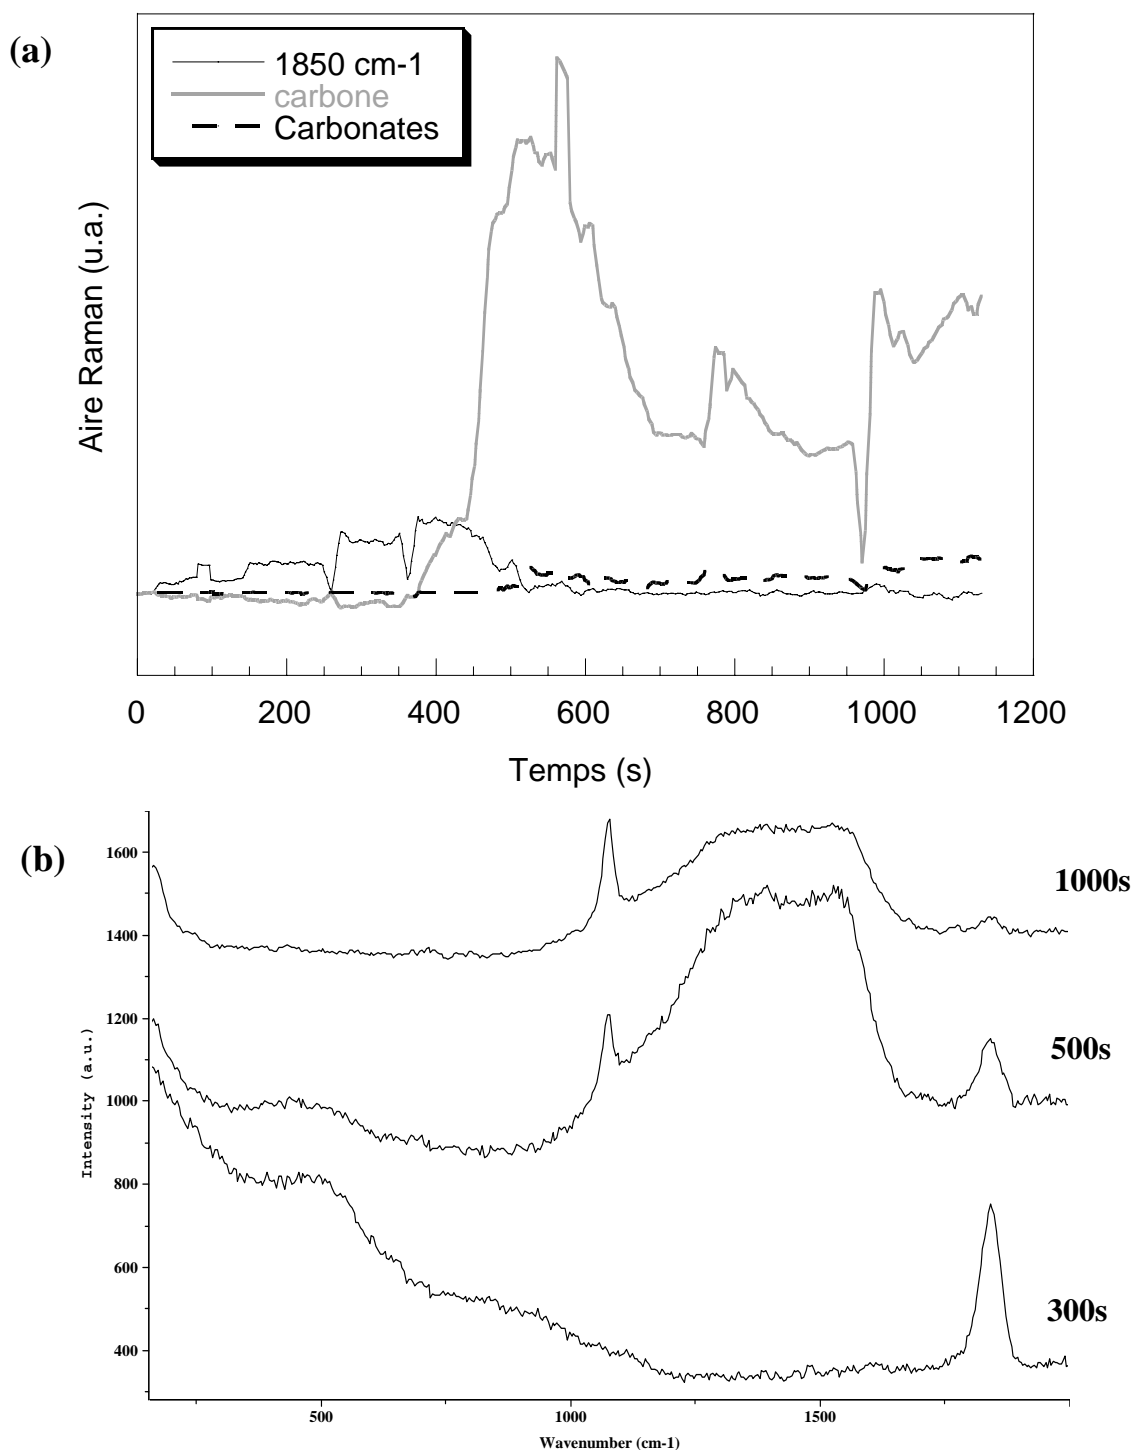 (a)
1850 cm-1
carbone
Carbonates
Aire Raman (u.a.)
0 200 400 600 800 1000 1200
Temps (s)
(b)
1600
1400
1200
1000
800
600
400
Intensity (a.u.)
1000s
500s
300s
500 1000 1500
Wavenumber (cm-1)